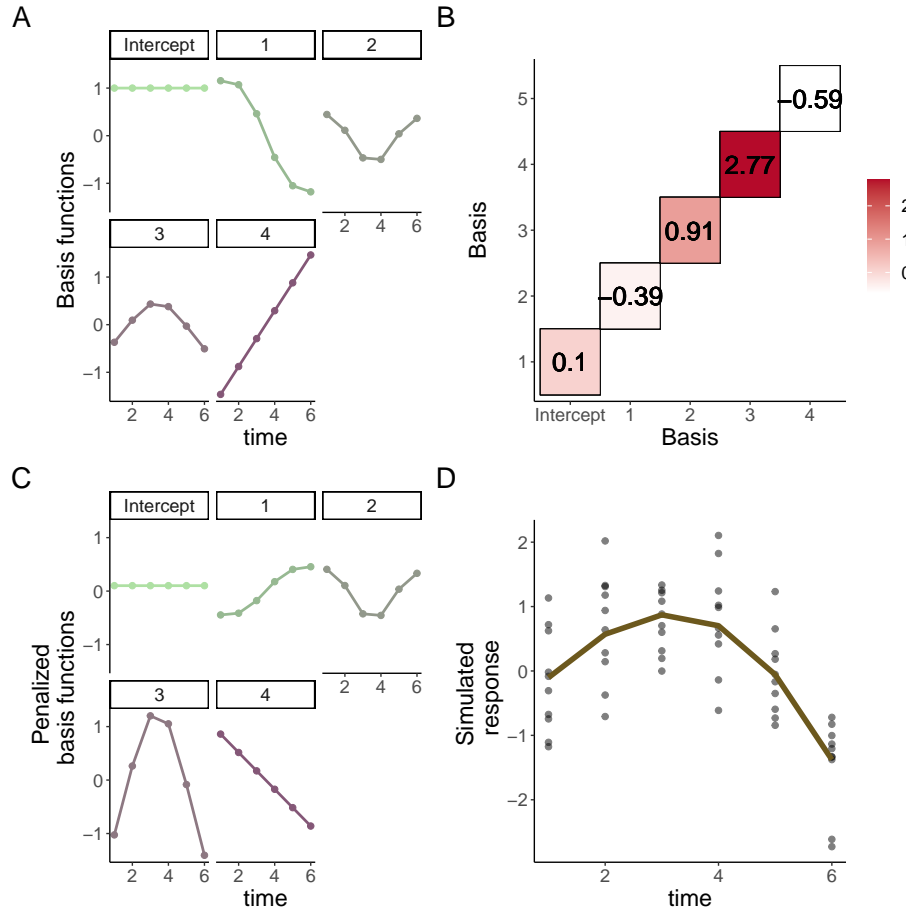 A
Intercept 1 2
1
0
−1
2 4 6
3 4
1
0
−1
2 4 6 2 4 6
time
Basis functions
B
5
4
3
2
1
−0.59
2.77
0.91
−0.39
0.1
Intercept 1 2 3 4
Basis
Basis
2
1
0
C
Intercept 1 2
1
0
−1
2 4 6
3 4
1
0
−1
2 4 6 2 4 6
time
Penalized
basis functions
D
2
1
0
−1
−2
2 4 6
time
Simulated
response